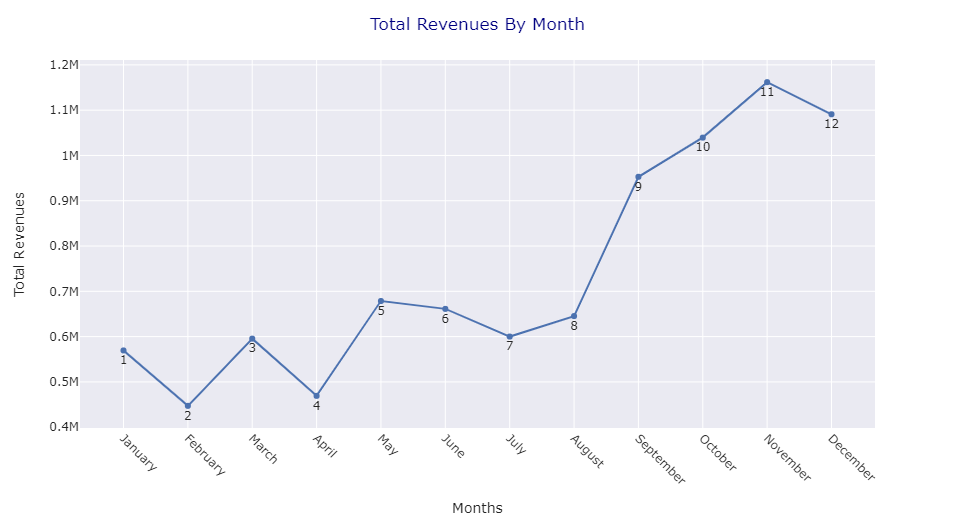 Total Revenues By Month
Total Revenues
1.2M
1.1M
1M
0.9M
0.8M
0.7M
0.6M
0.5M
0.4M
1
2
3
4
5
6
7
8
9
10
11
12
January
February
March
April
May
June
July
August
September
October
November
December
Months